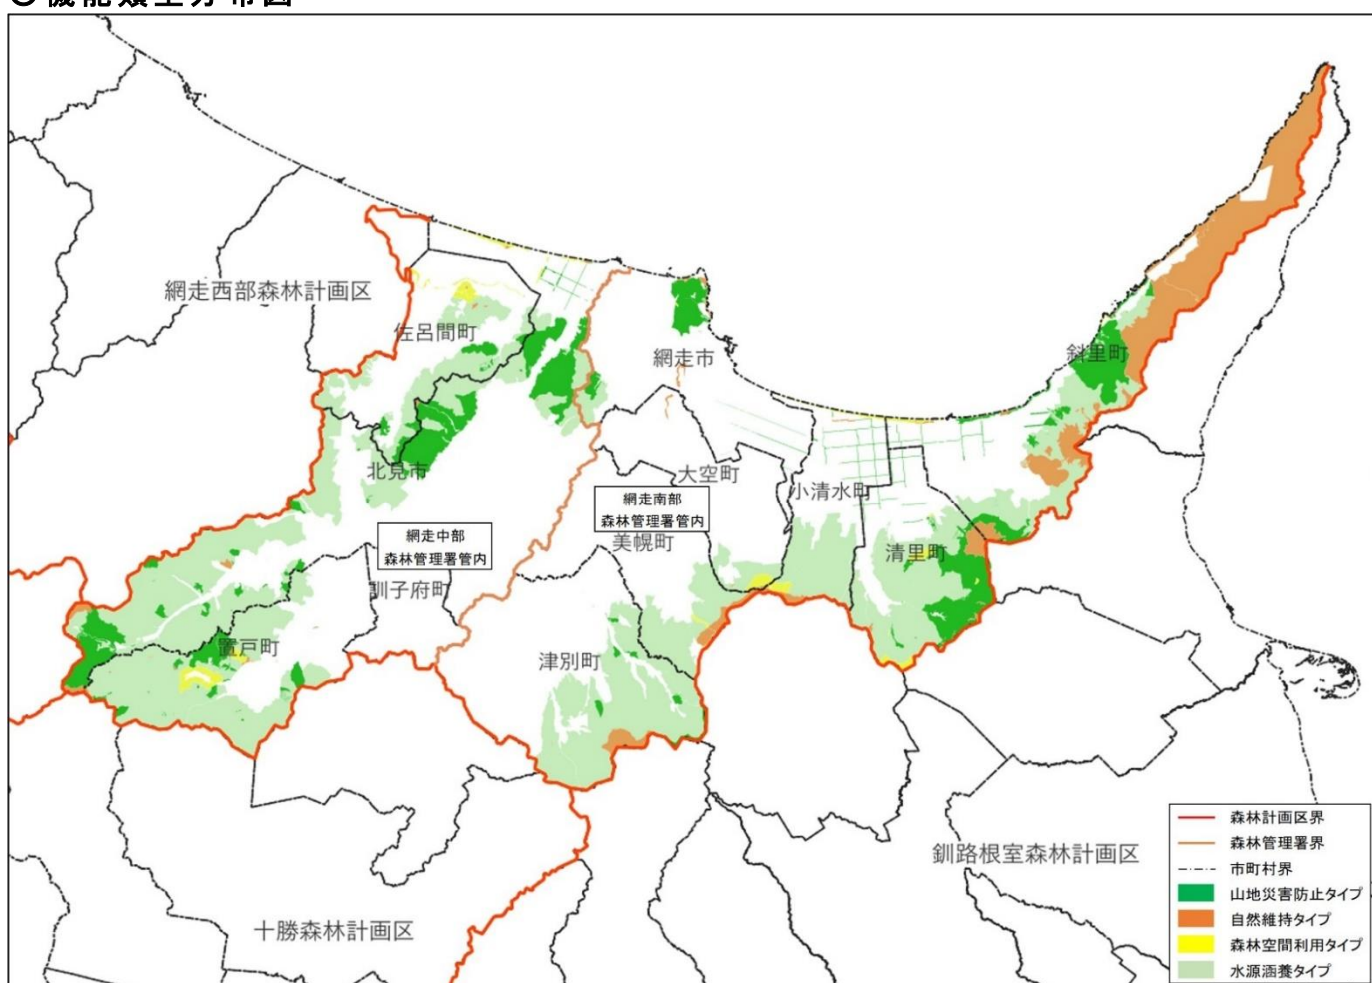 ○機能類型分布図
網走西部森林計画区
佐呂間町
網走市
斜里町
北見市
大空町
小清水町
網走南部
森林管理署管内
美幌町
網走中部
森林管理署管内
清里町
訓子府町
置戸町
津別町
釧路根室森林計画区
十勝森林計画区
森林計画区界
森林管理署界
市町村界
山地災害防止タイプ
自然維持タイプ
森林空間利用タイプ
水源涵養タイプ